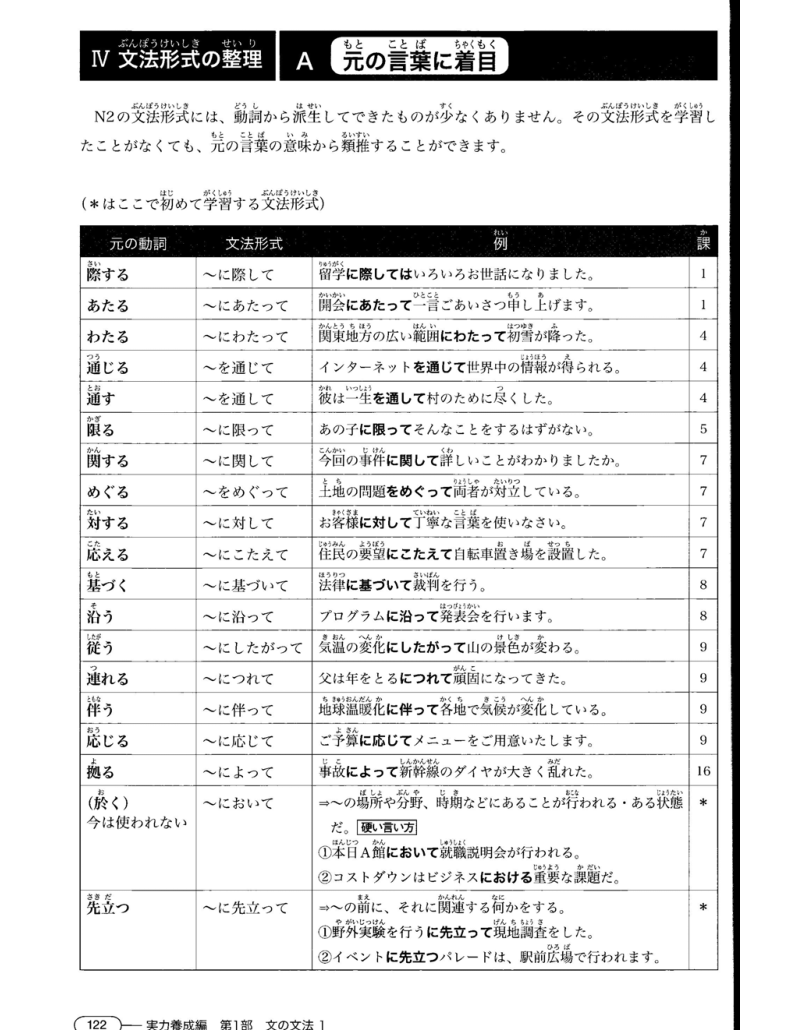 Ⅳ 文法形式の整理 A 元の言葉に着目
N2の文法形式には、動詞から派生してできたものが少なくありません。その文法形式を学習し
たことがなくても、元の言葉の意味から類推することができます。
(＊はここで初めて学習する文法形式)
元の動詞 文法形式 例 課
際する ～に際して 留学に際してはいろいろお世話になりました。 1
あたる ～にあたって 開会にあたって一言ごあいさつ申し上げます。 1
わたる ～にわたって 関東地方の広い範囲にわたって初雪が降った。 4
通じる ～を通じて インターネットを通じて世界中の情報が得られる。 4
通す ～を通して 彼は一生を通して村のために尽くした。 4
限る ～に限って あの子に限ってそんなことをするはずがない。 5
関する ～に関して 今回の事件に関して詳しいことがわかりましたか。 7
めぐる ～をめぐって 土地の問題をめぐって両者が対立している。 7
対する ～に対して お客様に対して丁寧な言葉を使いなさい。 7
応える ～にこたえて 住民の要望にこたえて自転車置き場を設置した。 7
基づく ～に基づいて 法律に基づいて裁判を行う。 8
沿う ～に沿って プログラムに沿って発表会を行います。 8
従う ～にしたがって 気温の変化にしたがって山の景色が変わる。 9
連れる ～につれて 父は年をとるにつれて頑固になってきた。 9
伴う ～に伴って 地球温暖化に伴って各地で気候が変化している。 9
応じる ～に応じて ご予算に応じてメニューをご用意いたします。 9
拠る ～によって 事故によって新幹線のダイヤが大きく乱れた。 16
(於く) ～において ⇒～の場所や分野、時期などにあることが行われる・ある状態 ＊
今は使われない だ。 硬い言い方
①本日A館において就職説明会が行われる。
②コストダウンはビジネスにおける重要な課題だ。
先立つ ～に先立って ⇒～の前に、それに関連する何かをする。 ＊
①野外実験を行うに先立って現地調査をした。
②イベントに先立つパレードは、駅前広場で行われます。
122 実力養成編 第1部 文の文法1